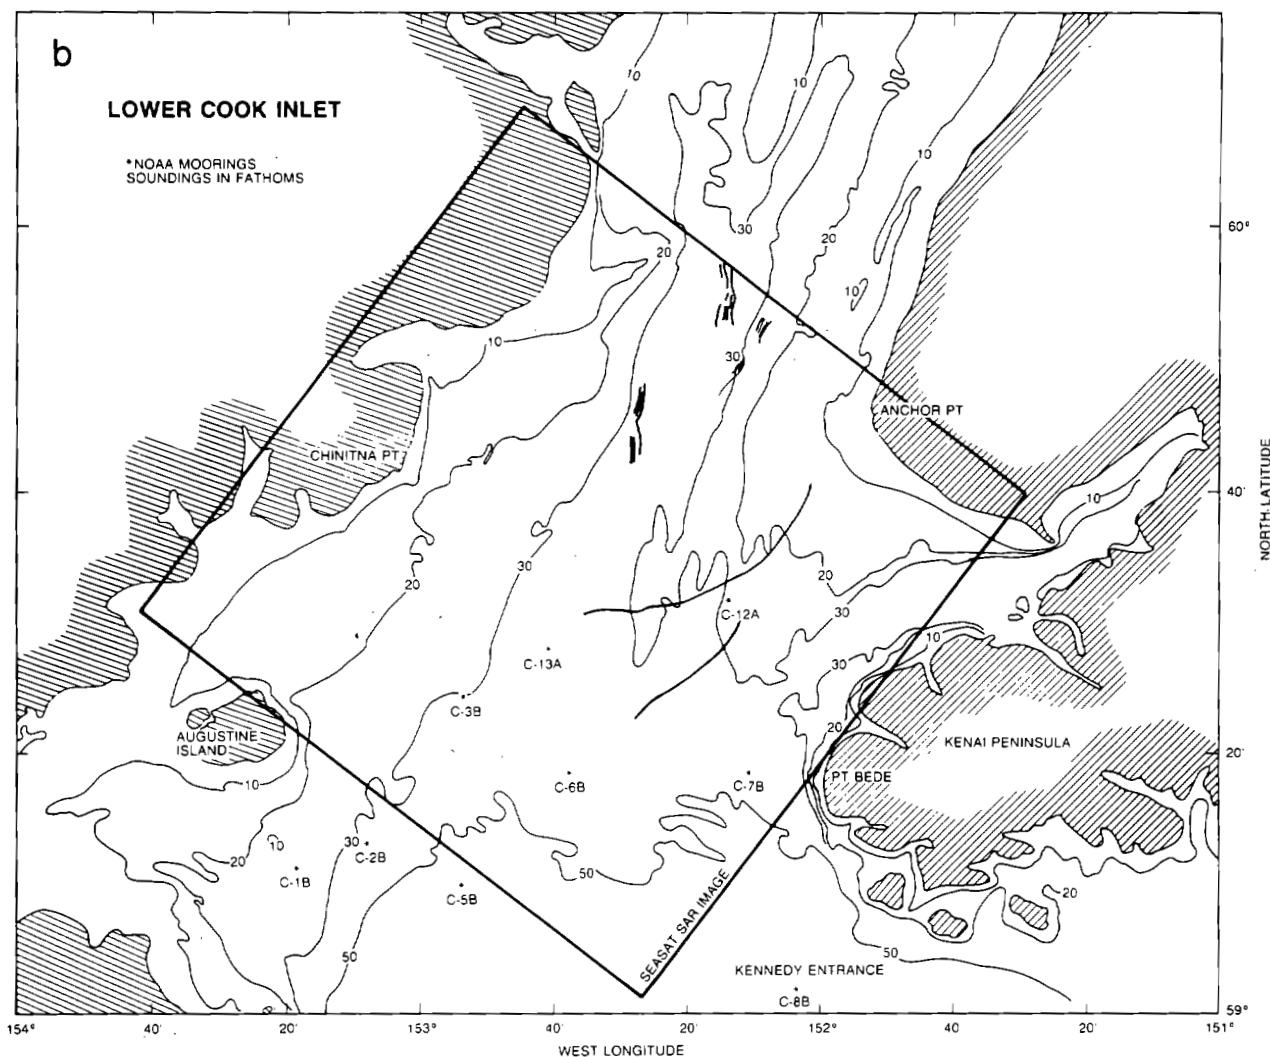 b
LOWER COOK INLET
*NOAA MOORINGS
SOUNDINGS IN FATHOMS
10
10
10
30
20
60°
20
10
30
10
ANCHOR PT
CHINITNA PT
10
40'
NORTH LATITUDE
30
20
20
30
C-12A
10
C-13A
30
C-3B
20
AUGUSTINE
ISLAND
KENAI PENINSULA
20'
PT BEDE
10
C-6B
C-7B
10
30
20
C-2B
C-1B
50
C-5B
20
SEASAT SAR IMAGE
50
50
KENNEDY ENTRANCE
C-8B
59°
154°
40'
20'
153°
40'
20'
152°
40'
20'
151°
WEST LONGITUDE